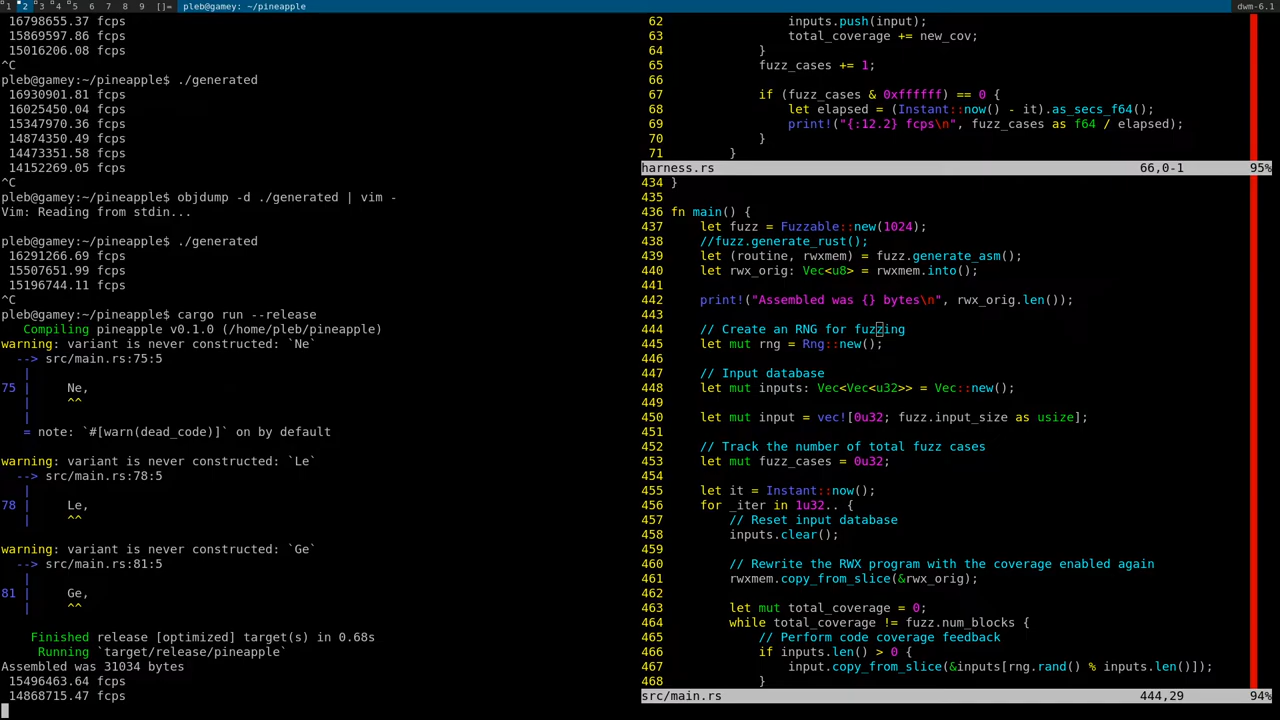 1 2 3 4 5 6 7 8 9 []= pleb@gamey: ~/pineapple dwm-6.1
16798655.37 fcps
15869597.86 fcps
15016206.08 fcps
^C
pleb@gamey:~/pineapple$ ./generated
16930901.81 fcps
16025450.04 fcps
15347970.36 fcps
14874350.49 fcps
14473351.58 fcps
14152269.05 fcps
^C
pleb@gamey:~/pineapple$ objdump -d ./generated | vim -
Vim: Reading from stdin...
pleb@gamey:~/pineapple$ ./generated
16291266.69 fcps
15507651.99 fcps
15196744.11 fcps
^C
pleb@gamey:~/pineapple$ cargo run --release
Compiling pineapple v0.1.0 (/home/pleb/pineapple)
warning: variant is never constructed: `Ne`
--> src/main.rs:75:5
|
75 | Ne,
| ^^
|
= note: `#[warn(dead_code)]` on by default
warning: variant is never constructed: `Le`
--> src/main.rs:78:5
|
78 | Le,
| ^^
warning: variant is never constructed: `Ge`
--> src/main.rs:81:5
|
81 | Ge,
| ^^
Finished release [optimized] target(s) in 0.68s
Running `target/release/pineapple`
Assembled was 31034 bytes
15496463.64 fcps
14868715.47 fcps
62 inputs.push(input);
63 total_coverage += new_cov;
64 }
65 fuzz_cases += 1;
66
67 if (fuzz_cases & 0xffffff) == 0 {
68 let elapsed = (Instant::now() - it).as_secs_f64();
69 print!("{:12.2} fcps\n", fuzz_cases as f64 / elapsed);
70 }
71 }
harness.rs 66,0-1 95%
434 }
435
436 fn main() {
437 let fuzz = Fuzzable::new(1024);
438 //fuzz.generate_rust();
439 let (routine, rwxmem) = fuzz.generate_asm();
440 let rwx_orig: Vec<u8> = rwxmem.into();
441
442 print!("Assembled was {} bytes\n", rwx_orig.len());
443
444 // Create an RNG for fuzzing
445 let mut rng = Rng::new();
446
447 // Input database
448 let mut inputs: Vec<Vec<u32>> = Vec::new();
449
450 let mut input = vec![0u32; fuzz.input_size as usize];
451
452 // Track the number of total fuzz cases
453 let mut fuzz_cases = 0u32;
454
455 let it = Instant::now();
456 for _iter in 1u32.. {
457 // Reset input database
458 inputs.clear();
459
460 // Rewrite the RWX program with the coverage enabled again
461 rwxmem.copy_from_slice(&rwx_orig);
462
463 let mut total_coverage = 0;
464 while total_coverage != fuzz.num_blocks {
465 // Perform code coverage feedback
466 if inputs.len() > 0 {
467 input.copy_from_slice(&inputs[rng.rand() % inputs.len()]);
468 }
src/main.rs 444,29 94%